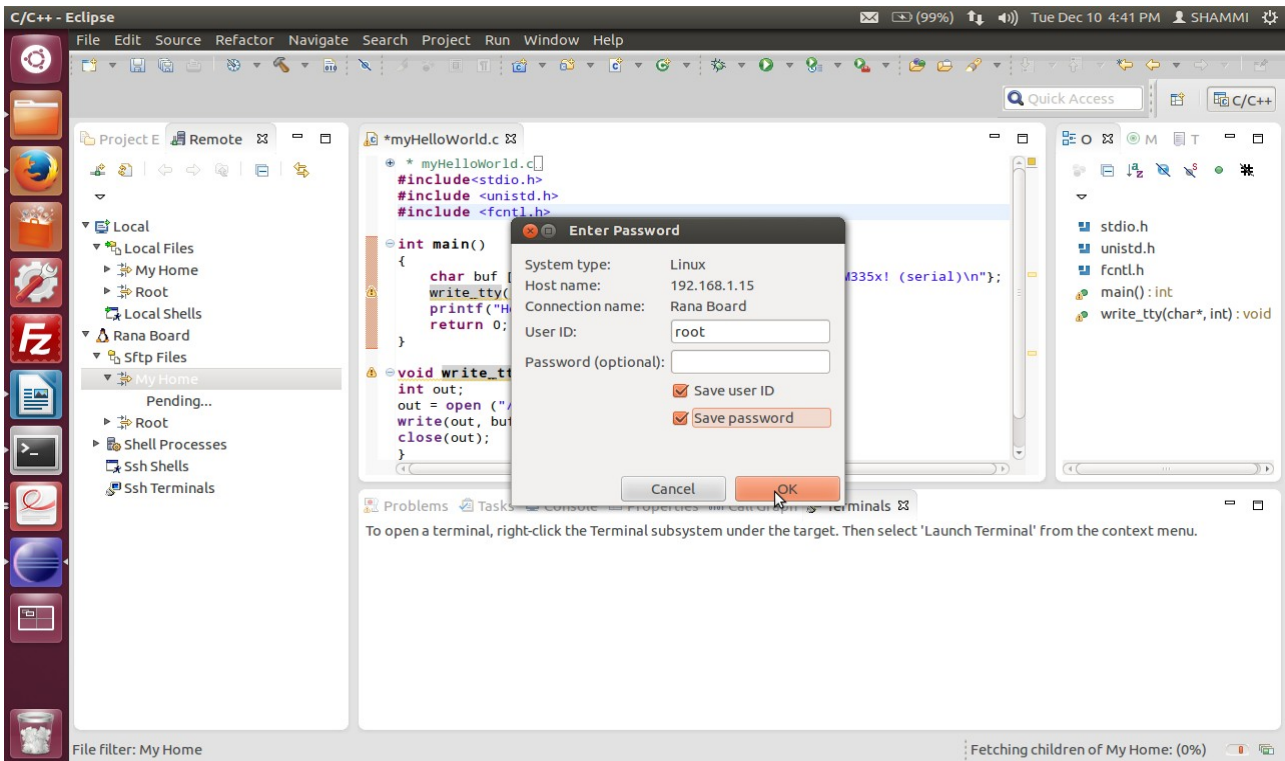 C/C++ - Eclipse
(99%) Tue Dec 10 4:41 PM SHAMMI
File Edit Source Refactor Navigate Search Project Run Window Help
Quick Access C/C++
Project E Remote
*myHelloWorld.c
O M T
* myHelloWorld.c
#include<stdio.h>
#include <unistd.h>
#include <fcntl.h>
int main()
{
char buf [ M335x! (serial)\n"};
write_tty(
printf("H
return 0;
}
void write_tt
int out;
out = open ("/
write(out, buf
close(out);
}
Local
Local Files
My Home
Root
Local Shells
Rana Board
Sftp Files
My Home
Pending...
Root
Shell Processes
Ssh Shells
Ssh Terminals
Enter Password
System type: Linux
Host name: 192.168.1.15
Connection name: Rana Board
User ID: root
Password (optional):
Save user ID
Save password
Cancel OK
stdio.h
unistd.h
fcntl.h
main() : int
write_tty(char*, int) : void
Problems Tasks Console Properties Call Graph Terminals
To open a terminal, right-click the Terminal subsystem under the target. Then select 'Launch Terminal' from the context menu.
File filter: My Home
Fetching children of My Home: (0%)